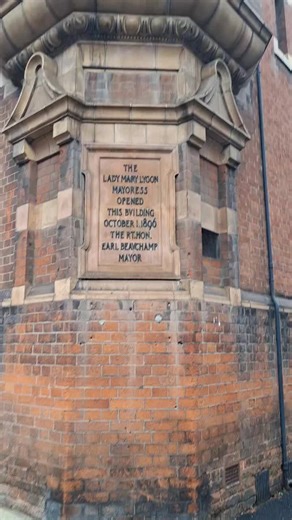 THE
LADY MARY LYGON
MAYORESS
OPENED
THIS BUILDING
OCTOBER 1. 1896
THE RT. HON.
EARL BEAUCHAMP
MAYOR